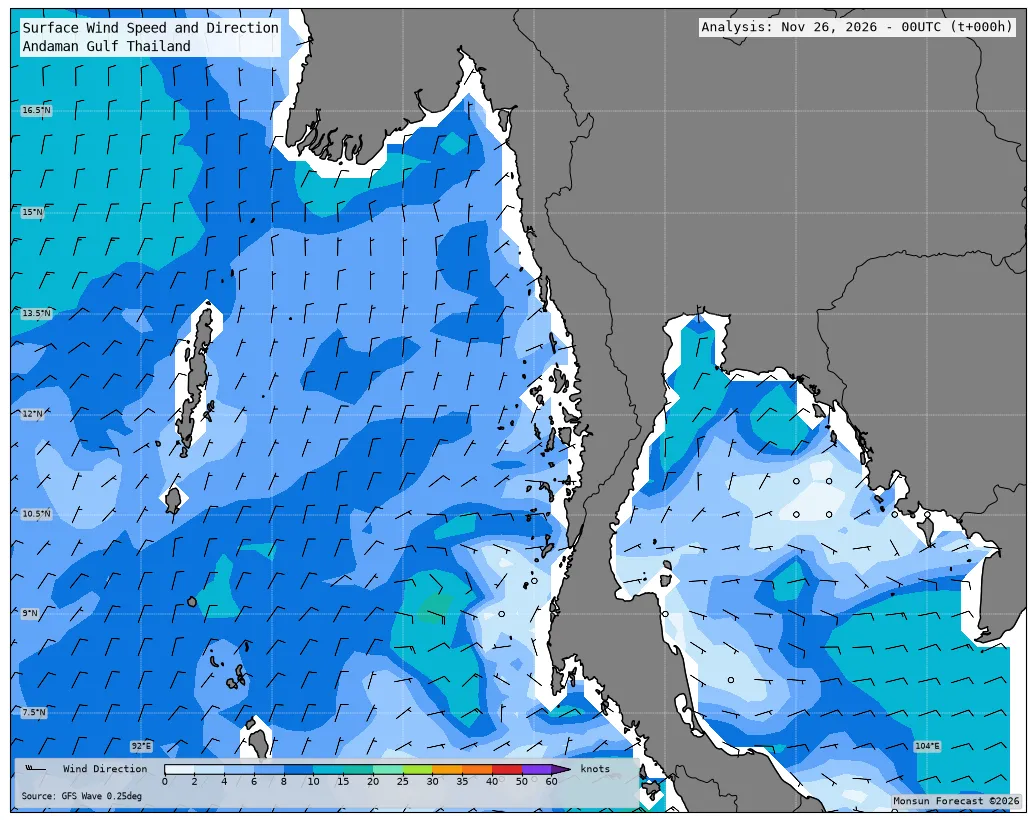 Surface Wind Speed and Direction
Andaman Gulf Thailand
Analysis: Nov 26, 2026 - 00UTC (t+000h)
16.5°N
15°N
13.5°N
12°N
10.5°N
9°N
7.5°N
92°E
104°E
Wind Direction
knots
0 2 4 6 8 10 15 20 25 30 35 40 50 60
Source: GFS Wave 0.25deg
Monsun Forecast ©2026